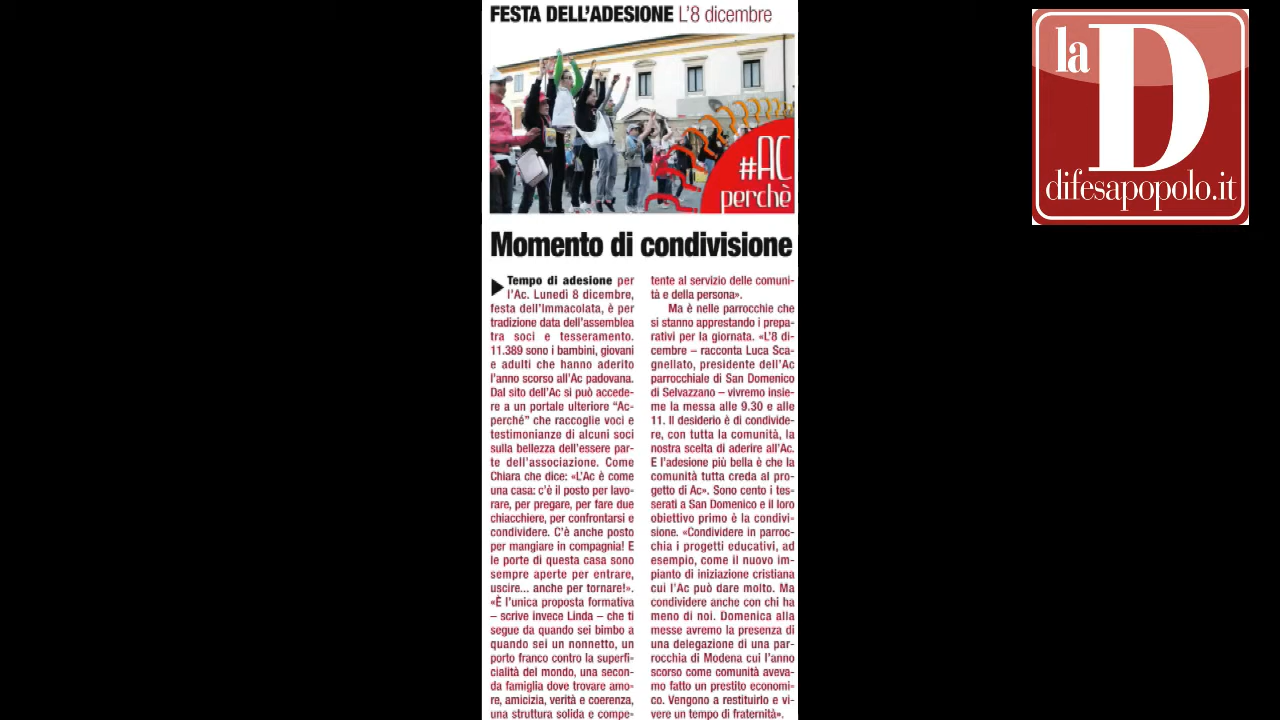 FESTA DELL'ADESIONE L'8 dicembre
#AC
perchè
la D
difesapopolo.it
Momento di condivisione
Tempo di adesione per
l'Ac. Lunedì 8 dicembre,
festa dell'Immacolata, è per
tradizione data dell'assemblea
tra soci e tesseramento.
11.389 sono i bambini, giovani
e adulti che hanno aderito
l'anno scorso all'Ac padovana.
Dal sito dell'Ac si può accede-
re a un portale ulteriore "Ac-
perché" che raccoglie voci e
testimonianze di alcuni soci
sulla bellezza dell'essere par-
te dell'associazione. Come
Chiara che dice: «L'Ac è come
una casa: c'è il posto per lavo-
rare, per pregare, per fare due
chiacchiere, per confrontarsi e
condividere. C'è anche posto
per mangiare in compagnia! E
le porte di questa casa sono
sempre aperte per entrare,
uscire... anche per tornare!».
«È l'unica proposta formativa
– scrive invece Linda – che ti
segue da quando sei bimbo a
quando sei un nonnetto, un
porto franco contro la superfi-
cialità del mondo, una secon-
da famiglia dove trovare amo-
re, amicizia, verità e coerenza,
una struttura solida e compe-
tente al servizio delle comuni-
tà e della persona».
Ma è nelle parrocchie che
si stanno apprestando i prepa-
rativi per la giornata. «L'8 di-
cembre – racconta Luca Sca-
gnellato, presidente dell'Ac
parrocchiale di San Domenico
di Selvazzano – vivremo insie-
me la messa alle 9.30 e alle
11. Il desiderio è di condivide-
re, con tutta la comunità, la
nostra scelta di aderire all'Ac.
E l'adesione più bella è che la
comunità tutta creda al pro-
getto di Ac». Sono cento i tes-
serati a San Domenico e il loro
obiettivo primo è la condivi-
sione. «Condividere in parroc-
chia i progetti educativi, ad
esempio, come il nuovo im-
pianto di iniziazione cristiana
cui l'Ac può dare molto. Ma
condividere anche con chi ha
meno di noi. Domenica alla
messe avremo la presenza di
una delegazione di una par-
rocchia di Modena cui l'anno
scorso come comunità aveva-
mo fatto un prestito economi-
co. Vengono a restituirlo e vi-
vere un tempo di fraternità».